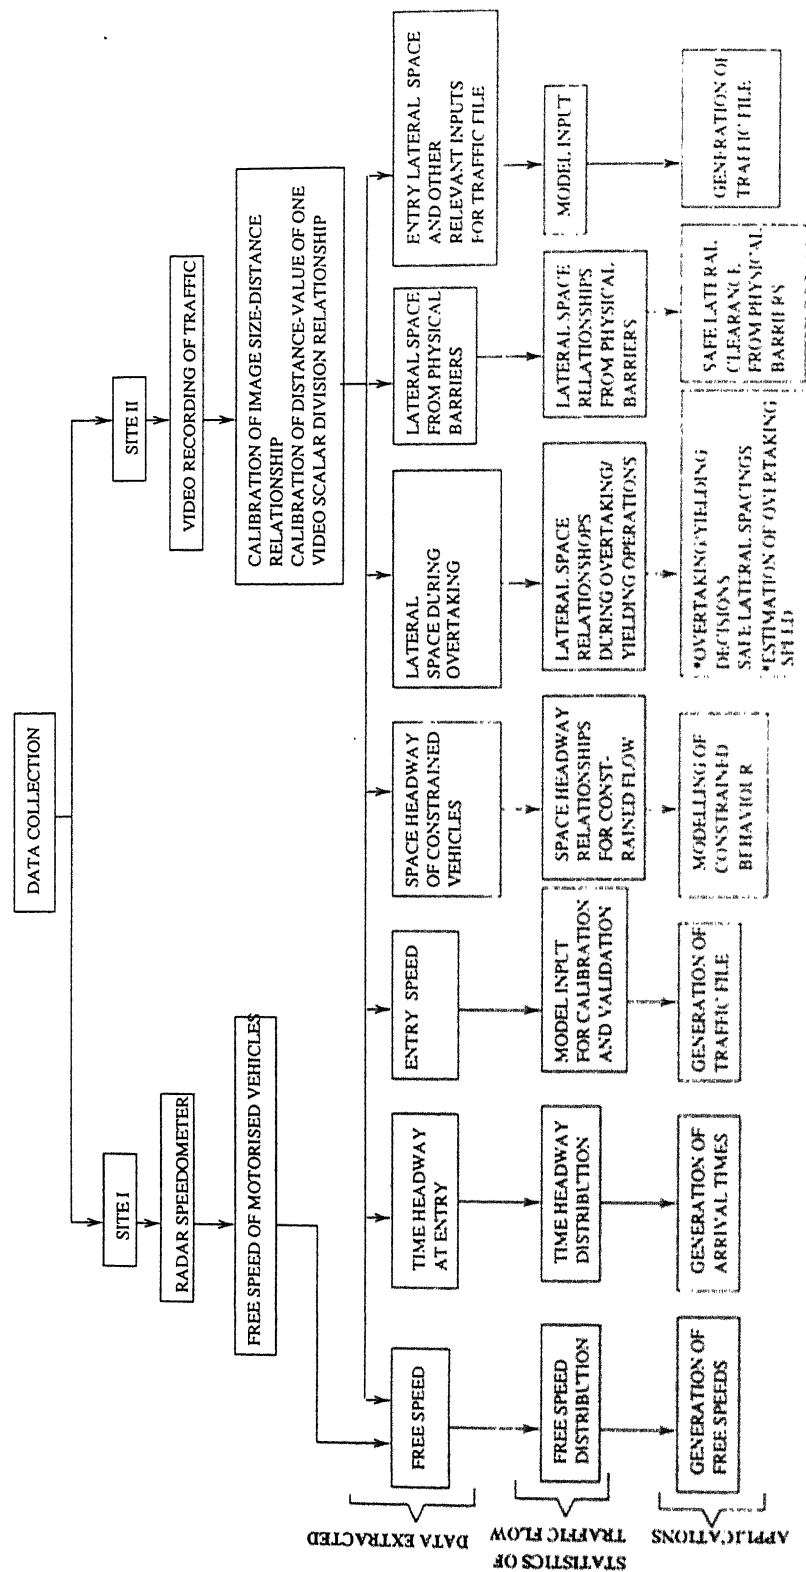 DATA COLLECTION
SITE I
SITE II
RADAR SPEEDOMETER
VIDEO RECORDING OF TRAFFIC
FREE SPEED OF MOTORISED VEHICLES
CALIBRATION OF IMAGE SIZE-DISTANCE
RELATIONSHIP
CALIBRATION OF DISTANCE-VALUE OF ONE
VIDEO SCALAR DIVISION RELATIONSHIP
DATA EXTRACTED
FREE SPEED
TIME HEADWAY
AT ENTRY
ENTRY SPEED
SPACE HEADWAY
OF CONSTRAINED
VEHICLES
LATERAL
SPACE DURING
OVERTAKING
LATERAL SPACE
FROM PHYSICAL
BARRIERS
ENTRY LATERAL SPACE
AND OTHER
RELEVANT INPUTS
FOR TRAFFIC FILE
STATISTICS OF
TRAFFIC FLOW
FREE SPEED
DISTRIBUTION
TIME HEADWAY
DISTRIBUTION
MODEL INPUT
FOR CALIBRATION
AND VALIDATION
SPACE HEADWAY
RELATIONSHIPS
FOR CONST-
RAINED FLOW
LATERAL SPACE
RELATIONSHOPS
DURING OVERTAKING/
YIELDING OPERATIONS
LATERAL SPACE
RELATIONSHIPS
FROM PHYSICAL
BARRIERS
MODEL INPUT
APPLICATIONS
GENERATION OF
FREE SPEEDS
GENERATION OF
ARRIVAL TIMES
GENERATION OF
TRAFFIC FILE
MODELLING OF
CONSTRAINED
BEHAVIOUR
*OVERTAKING/YIELDING
DECISIONS
SAFE LATERAL SPACINGS
*ESTIMATION OF OVERTAKING
SPEED
SAFE LATERAL
CLEARANCE
FROM PHYSICAL
BARRIERS
GENERATION OF
TRAFFIC FILE